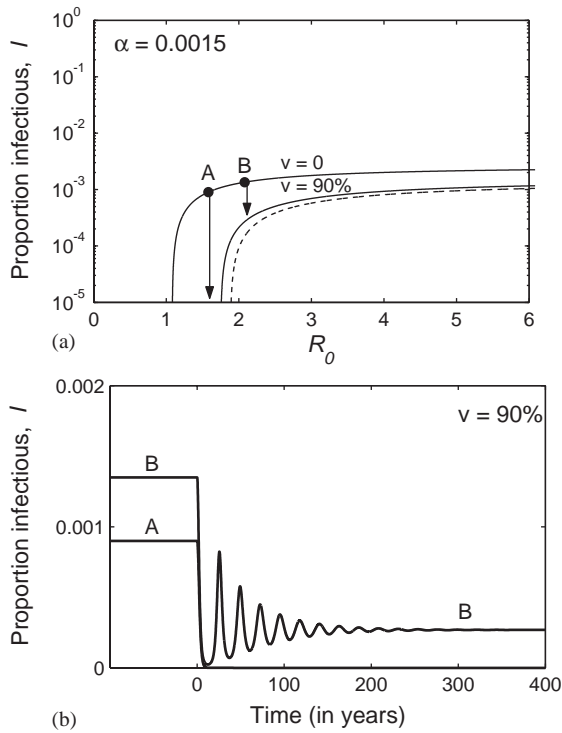 α = 0.0015
Proportion infectious, I
10^0
10^-1
10^-2
10^-3
10^-4
10^-5
A
B
v = 0
v = 90%
0 1 2 3 4 5 6
R_0
(a)
v = 90%
Proportion infectious, I
0.002
0.001
0
B
A
B
0 100 200 300 400
Time (in years)
(b)